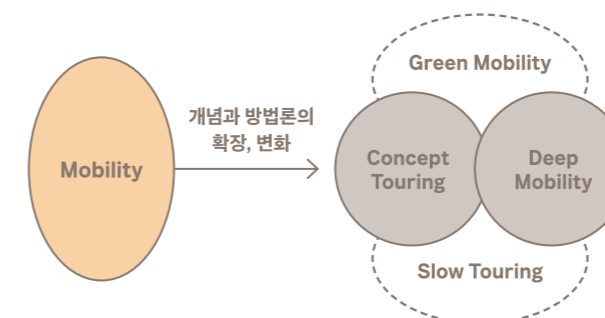 Mobility
개념과 방법론의
확장, 변화
Green Mobility
Concept
Touring
Deep
Mobility
Slow Touring